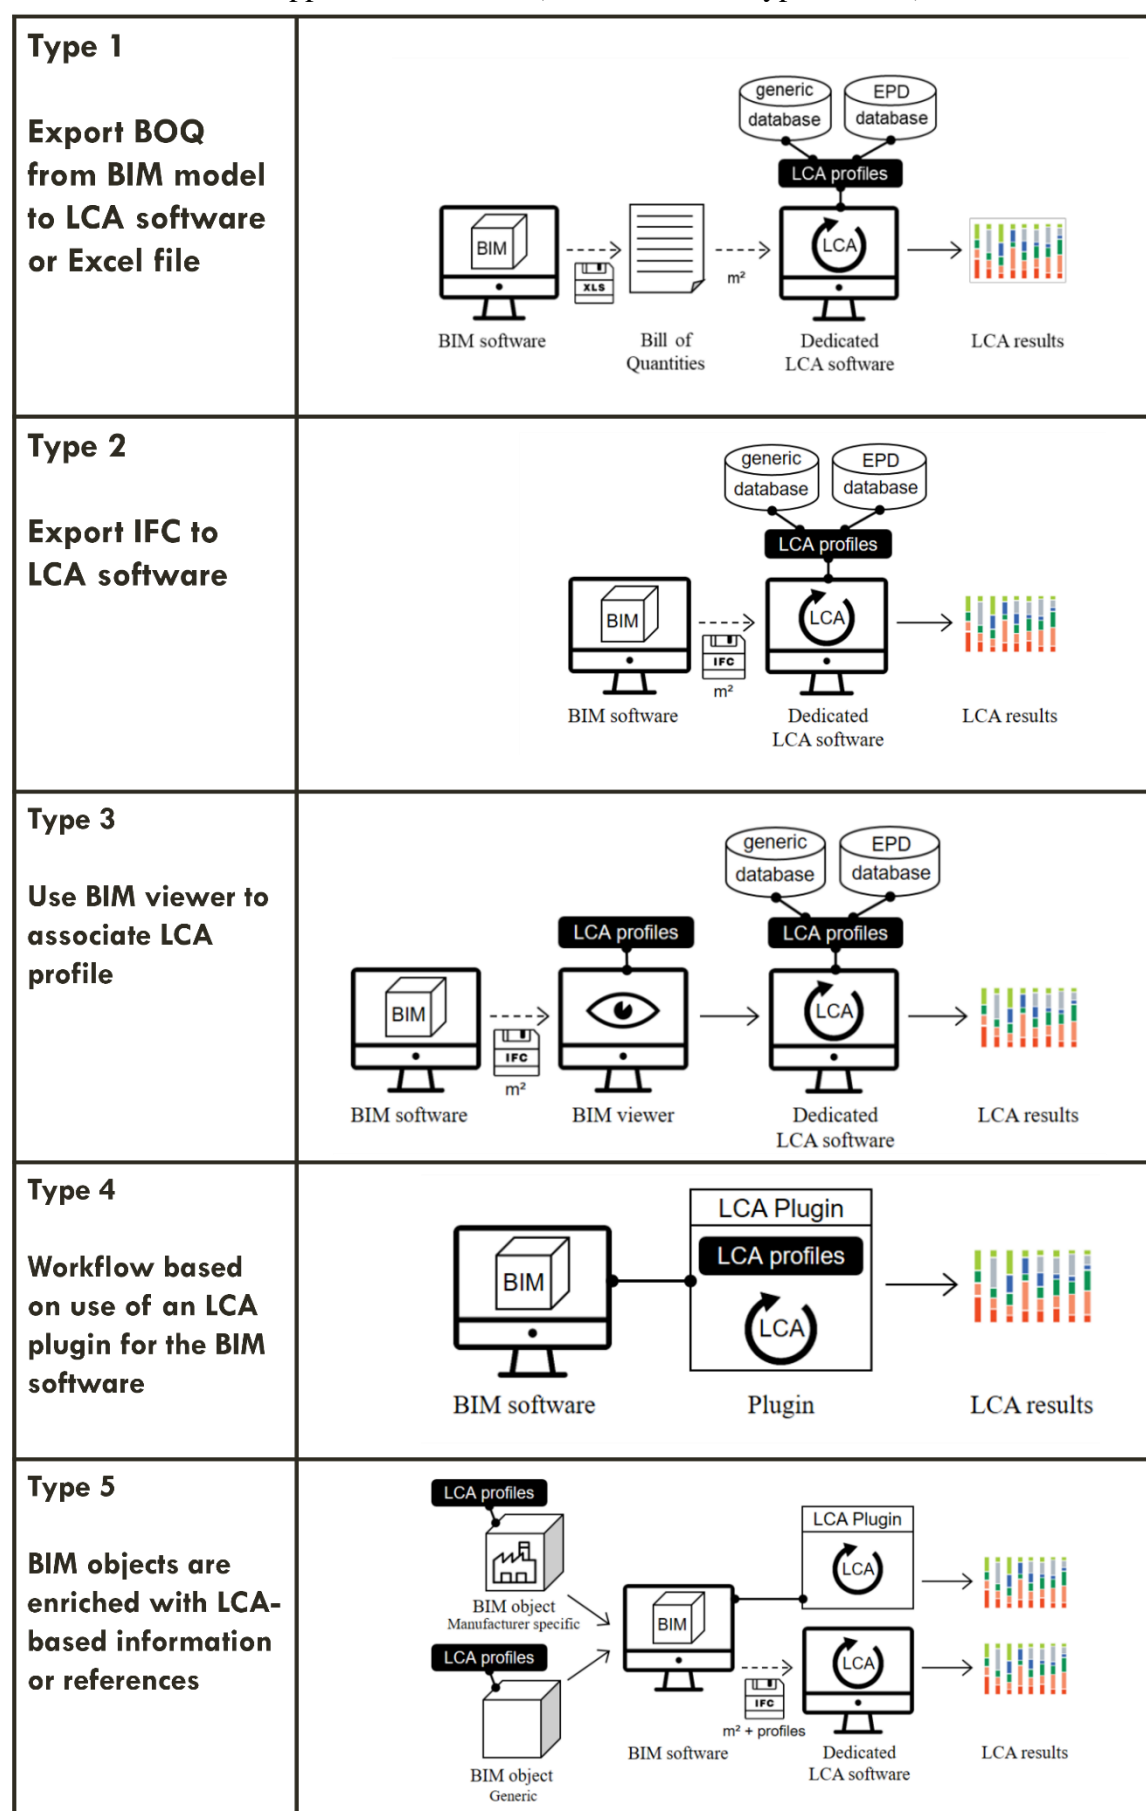 Type 1
Export BOQ
from BIM model
to LCA software
or Excel file
generic
database
EPD
database
LCA profiles
BIM
XLS
m²
LCA
BIM software
Bill of
Quantities
Dedicated
LCA software
LCA results
Type 2
Export IFC to
LCA software
generic
database
EPD
database
LCA profiles
BIM
IFC
m²
LCA
BIM software
Dedicated
LCA software
LCA results
Type 3
Use BIM viewer to
associate LCA
profile
generic
database
EPD
database
LCA profiles
LCA profiles
BIM
IFC
m²
LCA
BIM software
BIM viewer
Dedicated
LCA software
LCA results
Type 4
Workflow based
on use of an LCA
plugin for the BIM
software
LCA Plugin
LCA profiles
BIM
LCA
BIM software
Plugin
LCA results
Type 5
BIM objects are
enriched with LCA-
based information
or references
LCA profiles
BIM object
Manufacturer specific
LCA profiles
BIM object
Generic
BIM
BIM software
LCA Plugin
LCA
IFC
m² + profiles
LCA
Dedicated
LCA software
LCA results